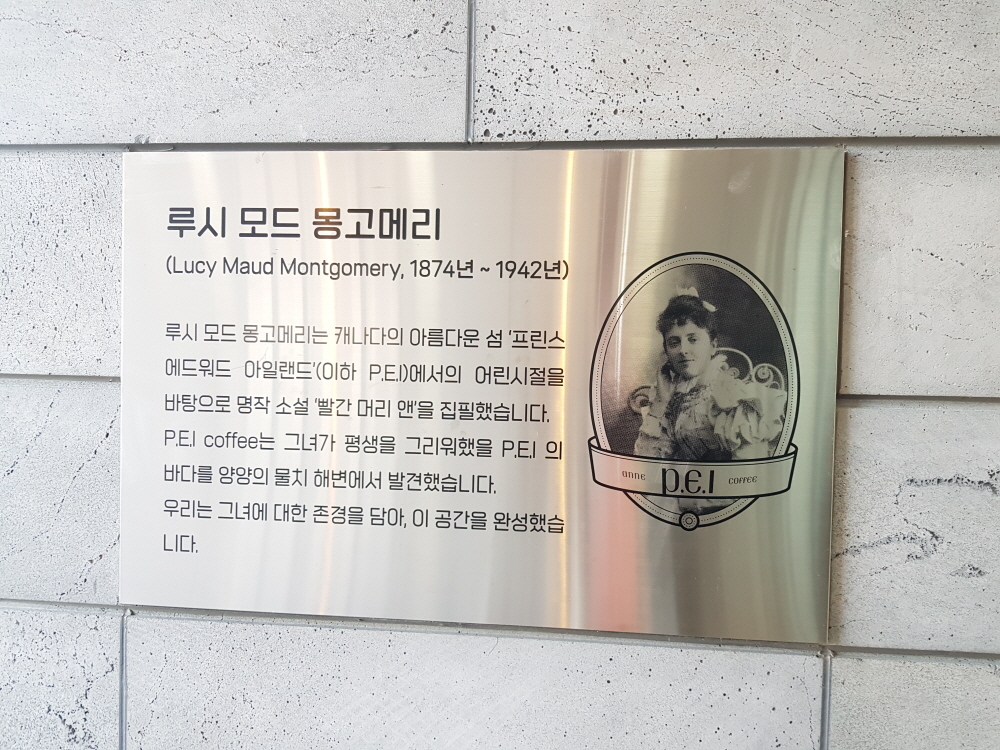 루시 모드 몽고메리
(Lucy Maud Montgomery, 1874년 ~ 1942년)
루시 모드 몽고메리는 캐나다의 아름다운 섬 '프린스
에드워드 아일랜드'(이하 P.E.I)에서의 어린시절을
바탕으로 명작 소설 '빨간 머리 앤'을 집필했습니다.
P.E.I coffee는 그녀가 평생을 그리워했을 P.E.I 의
바다를 양양의 물치 해변에서 발견했습니다.
우리는 그녀에 대한 존경을 담아, 이 공간을 완성했습
니다.
anne P.E.I COFFEE